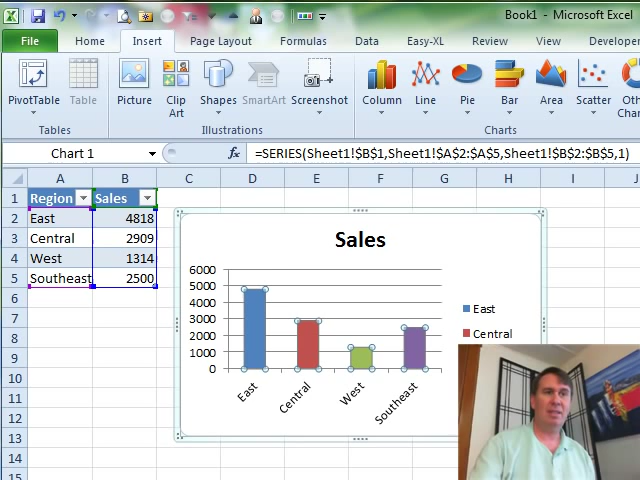 Book1 - Microsoft Excel
File Home Insert Page Layout Formulas Data Easy-XL Review View Developer
PivotTable Table Picture Clip Art Shapes SmartArt Screenshot Column Line Pie Bar Area Scatter
Tables Illustrations Charts
Chart 1 fx =SERIES(Sheet1!$B$1,Sheet1!$A$2:$A$5,Sheet1!$B$2:$B$5,1)
A B C D E F G H I J
1 Region Sales
2 East 4818
3 Central 2909
4 West 1314
5 Southeast 2500
6
7
8
9
10
11
12
13
14
15
Sales
6000
5000
4000
3000
2000
1000
0
East Central West Southeast
East
Central